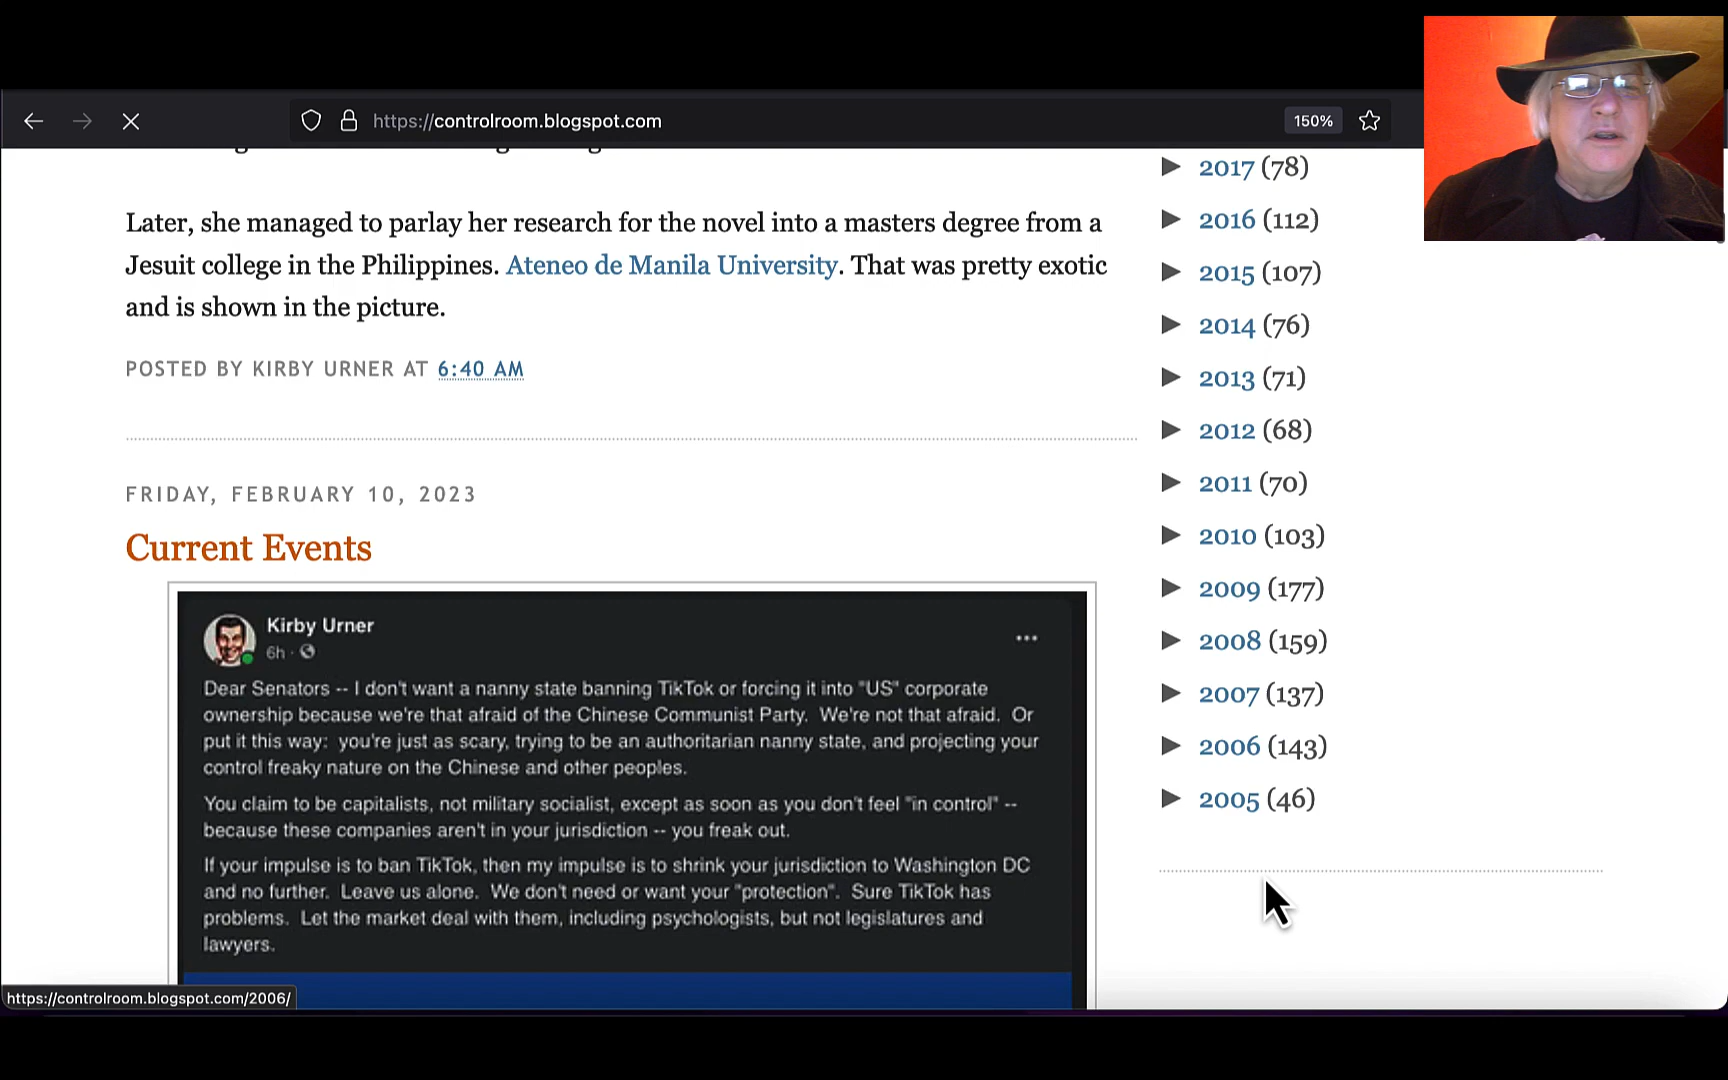 https://controlroom.blogspot.com
150%
Later, she managed to parlay her research for the novel into a masters degree from a
Jesuit college in the Philippines. Ateneo de Manila University. That was pretty exotic
and is shown in the picture.
POSTED BY KIRBY URNER AT 6:40 AM
FRIDAY, FEBRUARY 10, 2023
Current Events
Kirby Urner
6h ·
Dear Senators -- I don't want a nanny state banning TikTok or forcing it into "US" corporate
ownership because we're that afraid of the Chinese Communist Party. We're not that afraid. Or
put it this way: you're just as scary, trying to be an authoritarian nanny state, and projecting your
control freaky nature on the Chinese and other peoples.
You claim to be capitalists, not military socialist, except as soon as you don't feel "in control" --
because these companies aren't in your jurisdiction -- you freak out.
If your impulse is to ban TikTok, then my impulse is to shrink your jurisdiction to Washington DC
and no further. Leave us alone. We don't need or want your "protection". Sure TikTok has
problems. Let the market deal with them, including psychologists, but not legislatures and
lawyers.
► 2017 (78)
► 2016 (112)
► 2015 (107)
► 2014 (76)
► 2013 (71)
► 2012 (68)
► 2011 (70)
► 2010 (103)
► 2009 (177)
► 2008 (159)
► 2007 (137)
► 2006 (143)
► 2005 (46)
https://controlroom.blogspot.com/2006/